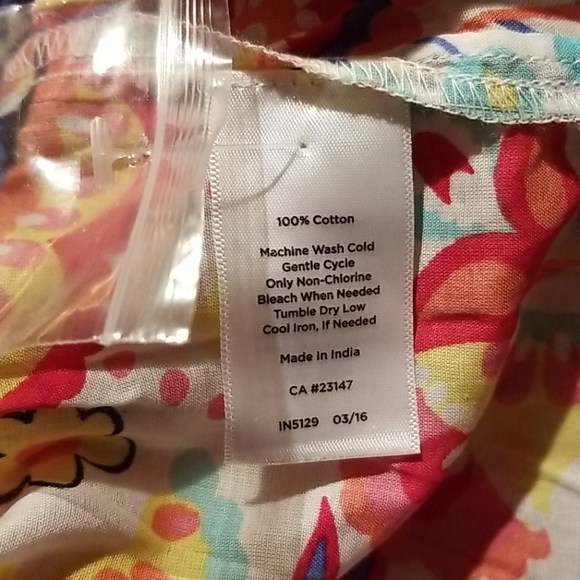 100% Cotton
Machine Wash Cold
Gentle Cycle
Only Non-Chlorine
Bleach When Needed
Tumble Dry Low
Cool Iron, If Needed
Made in India
CA #23147
IN5129 03/16